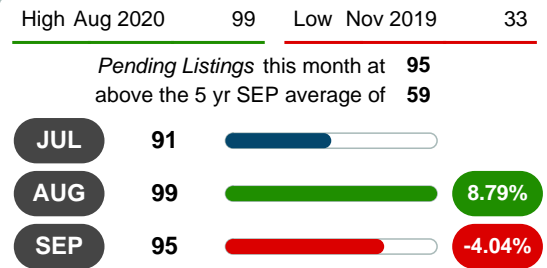 High Aug 2020 99 Low Nov 2019 33
Pending Listings this month at 95
above the 5 yr SEP average of 59
JUL 91
AUG 99 8.79%
SEP 95 -4.04%